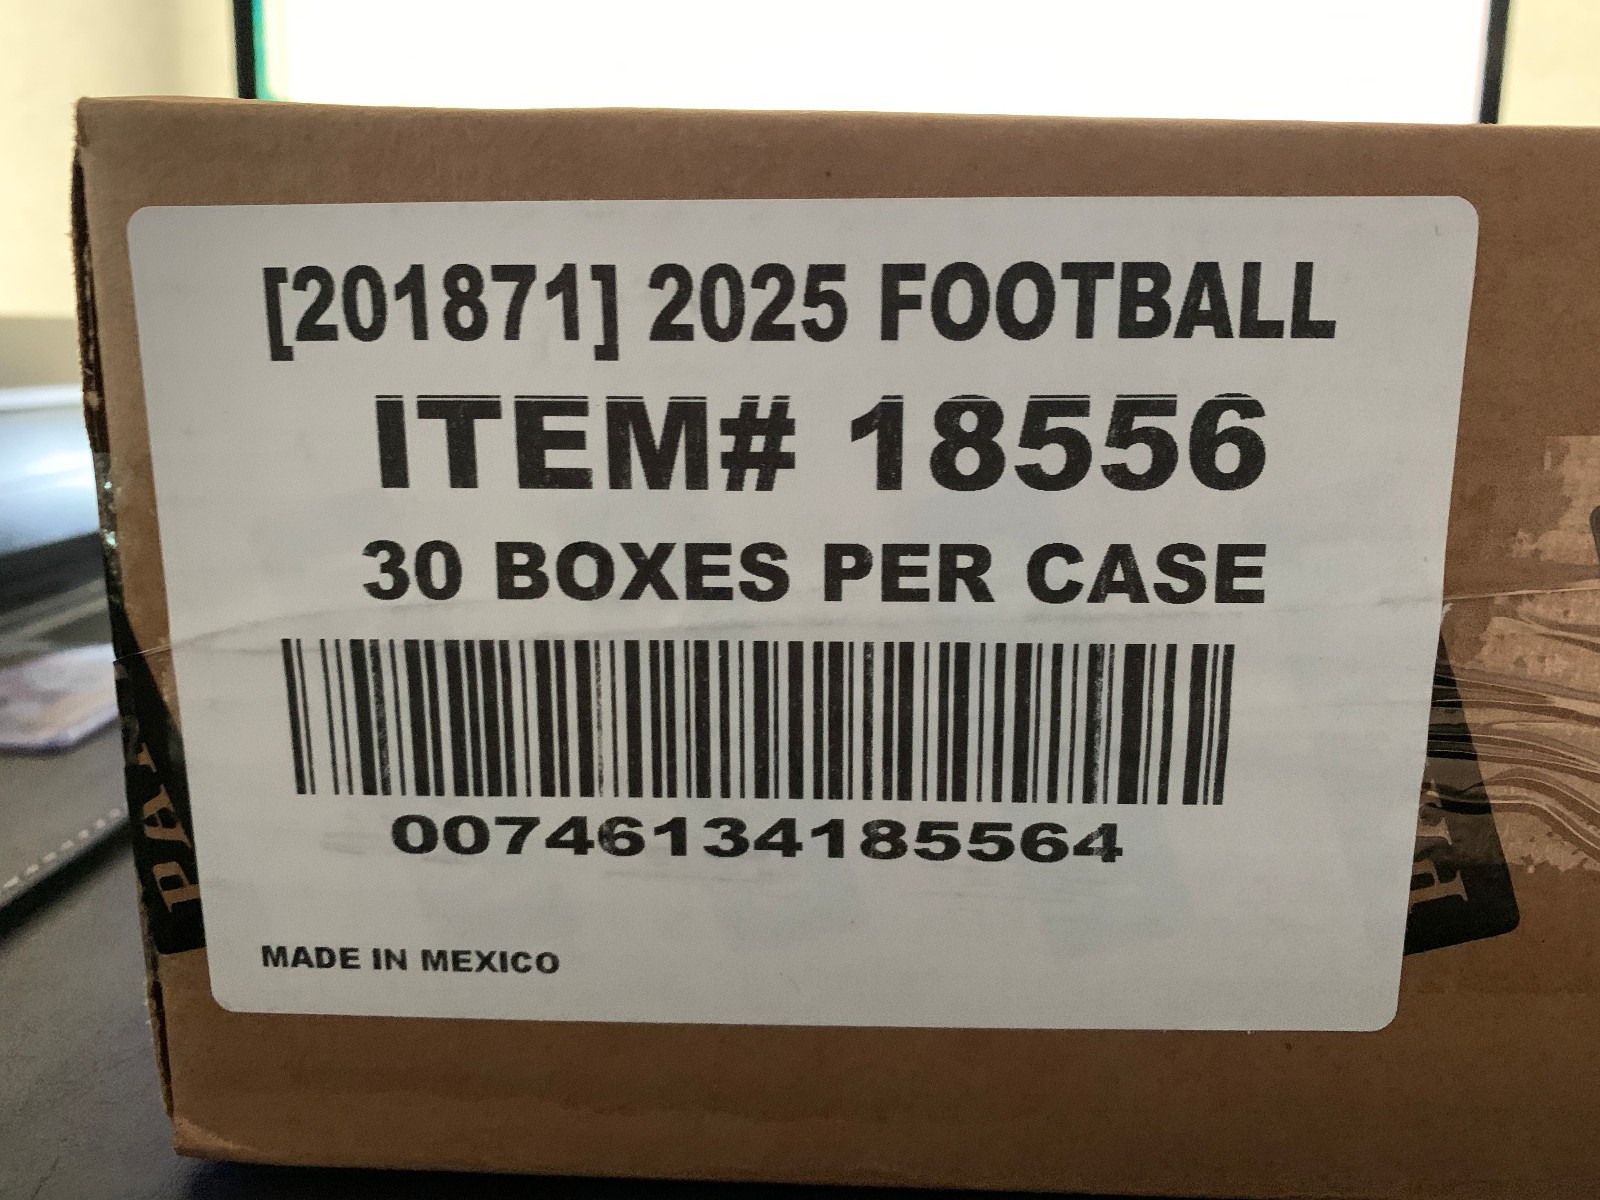 [201871] 2025 FOOTBALL
ITEM# 18556
30 BOXES PER CASE
00746134185564
MADE IN MEXICO